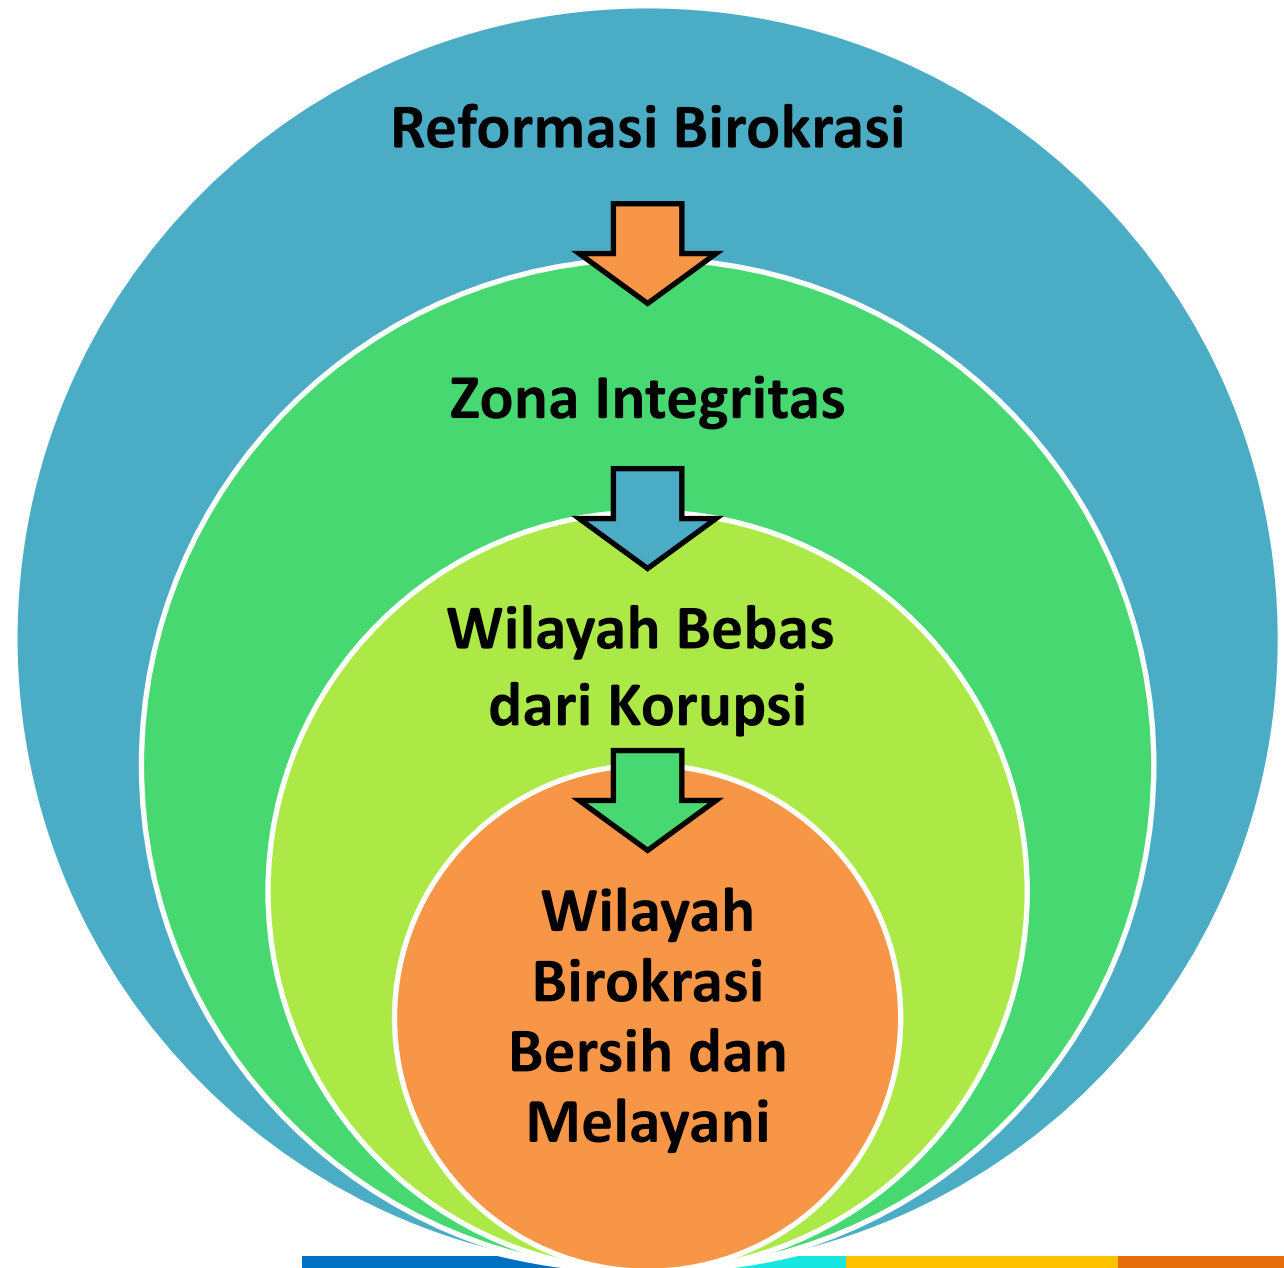 Reformasi Birokrasi
Zona Integritas
Wilayah Bebas
dari Korupsi
Wilayah
Birokrasi
Bersih dan
Melayani